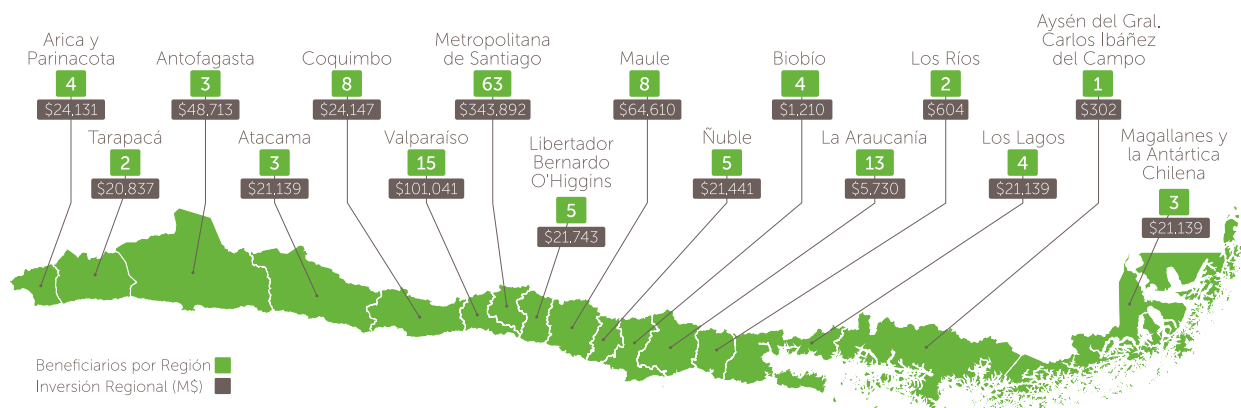 Arica y
Parinacota
4
$24,131
Tarapacá
2
$20,837
Antofagasta
3
$48,713
Atacama
3
$21,139
Coquimbo
8
$24,147
Valparaíso
15
$101,041
Metropolitana
de Santiago
63
$343,892
Libertador
Bernardo
O'Higgins
5
$21,743
Maule
8
$64,610
Ñuble
5
$21,441
Biobío
4
$1,210
La Araucanía
13
$5,730
Los Ríos
2
$604
Los Lagos
4
$21,139
Aysén del Gral.
Carlos Ibáñez
del Campo
1
$302
Magallanes y
la Antártica
Chilena
3
$21,139
Beneficiarios por Región
Inversión Regional (M$)